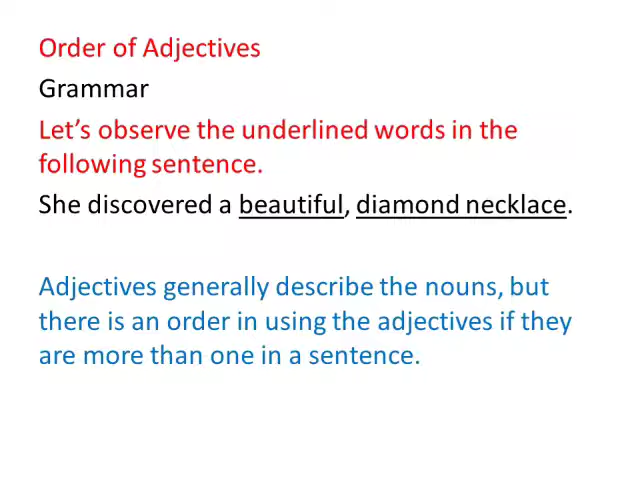 Order of Adjectives
Grammar
Let’s observe the underlined words in the
following sentence.
She discovered a beautiful, diamond necklace.
Adjectives generally describe the nouns, but
there is an order in using the adjectives if they
are more than one in a sentence.